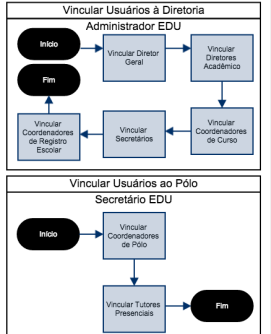 Vincular Usuários à Diretoria
Administrador EDU
Início
Vincular Diretor
Geral
Vincular
Diretores
Acadêmico
Fim
Vincular
Coordenadores
de Registro
Escolar
Vincular
Secretários
Vincular
Coordenadores
de Curso
Vincular Usuários ao Pólo
Secretário EDU
Início
Vincular
Coordenadores
de Pólo
Vincular Tutores
Presenciais
Fim